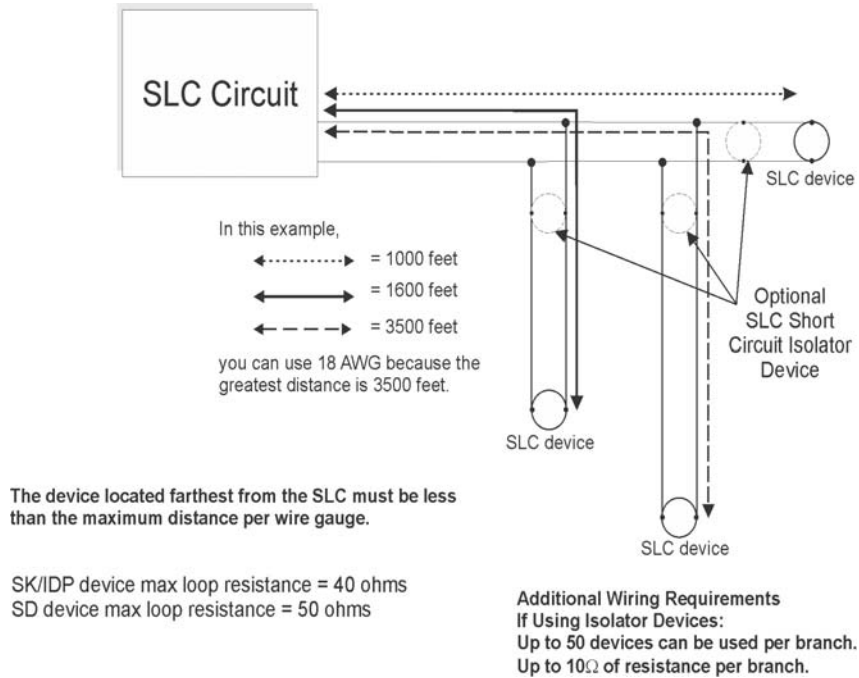 SLC Circuit
SLC device
In this example,
= 1000 feet
= 1600 feet
= 3500 feet
you can use 18 AWG because the
greatest distance is 3500 feet.
Optional
SLC Short
Circuit Isolator
Device
SLC device
SLC device
The device located farthest from the SLC must be less
than the maximum distance per wire gauge.
SK/IDP device max loop resistance = 40 ohms
SD device max loop resistance = 50 ohms
Additional Wiring Requirements
If Using Isolator Devices:
Up to 50 devices can be used per branch.
Up to 10Ω of resistance per branch.